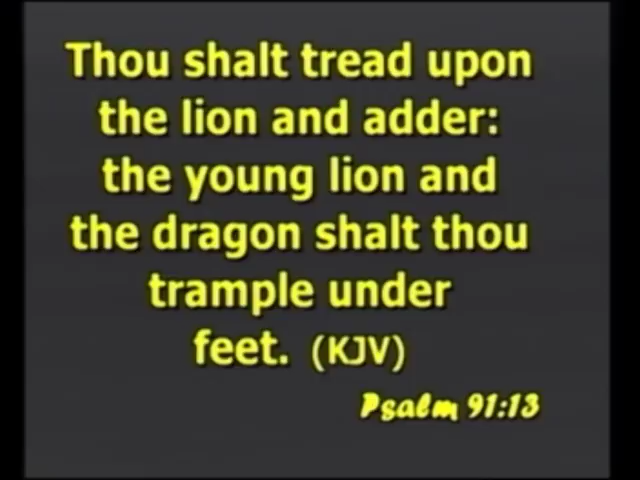 Thou shalt tread upon
the lion and adder:
the young lion and
the dragon shalt thou
trample under
feet. (KJV)
Psalm 91:13